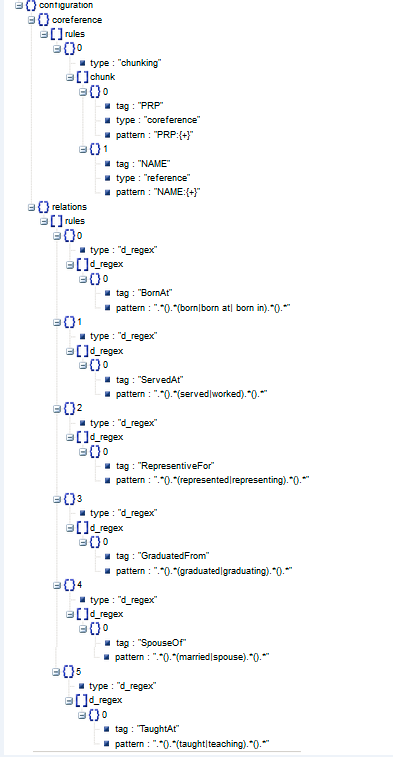 {} configuration
{} coreference
[] rules
{} 0
type : "chunking"
[] chunk
{} 0
tag : "PRP"
type : "coreference"
pattern : "PRP:{+}"
{} 1
tag : "NAME"
type : "reference"
pattern : "NAME:{+}"
{} relations
[] rules
{} 0
type : "d_regex"
[] d_regex
{} 0
tag : "BornAt"
pattern : ".*().*(born|born at| born in).*().*"
{} 1
type : "d_regex"
[] d_regex
{} 0
tag : "ServedAt"
pattern : ".*().*(served|worked).*().*"
{} 2
type : "d_regex"
[] d_regex
{} 0
tag : "RepresentiveFor"
pattern : ".*().*(represented|representing).*().*"
{} 3
type : "d_regex"
[] d_regex
{} 0
tag : "GraduatedFrom"
pattern : ".*().*(graduated|graduating).*().*"
{} 4
type : "d_regex"
[] d_regex
{} 0
tag : "SpouseOf"
pattern : ".*().*(married|spouse).*().*"
{} 5
type : "d_regex"
[] d_regex
{} 0
tag : "TaughtAt"
pattern : ".*().*(taught|teaching).*().*"